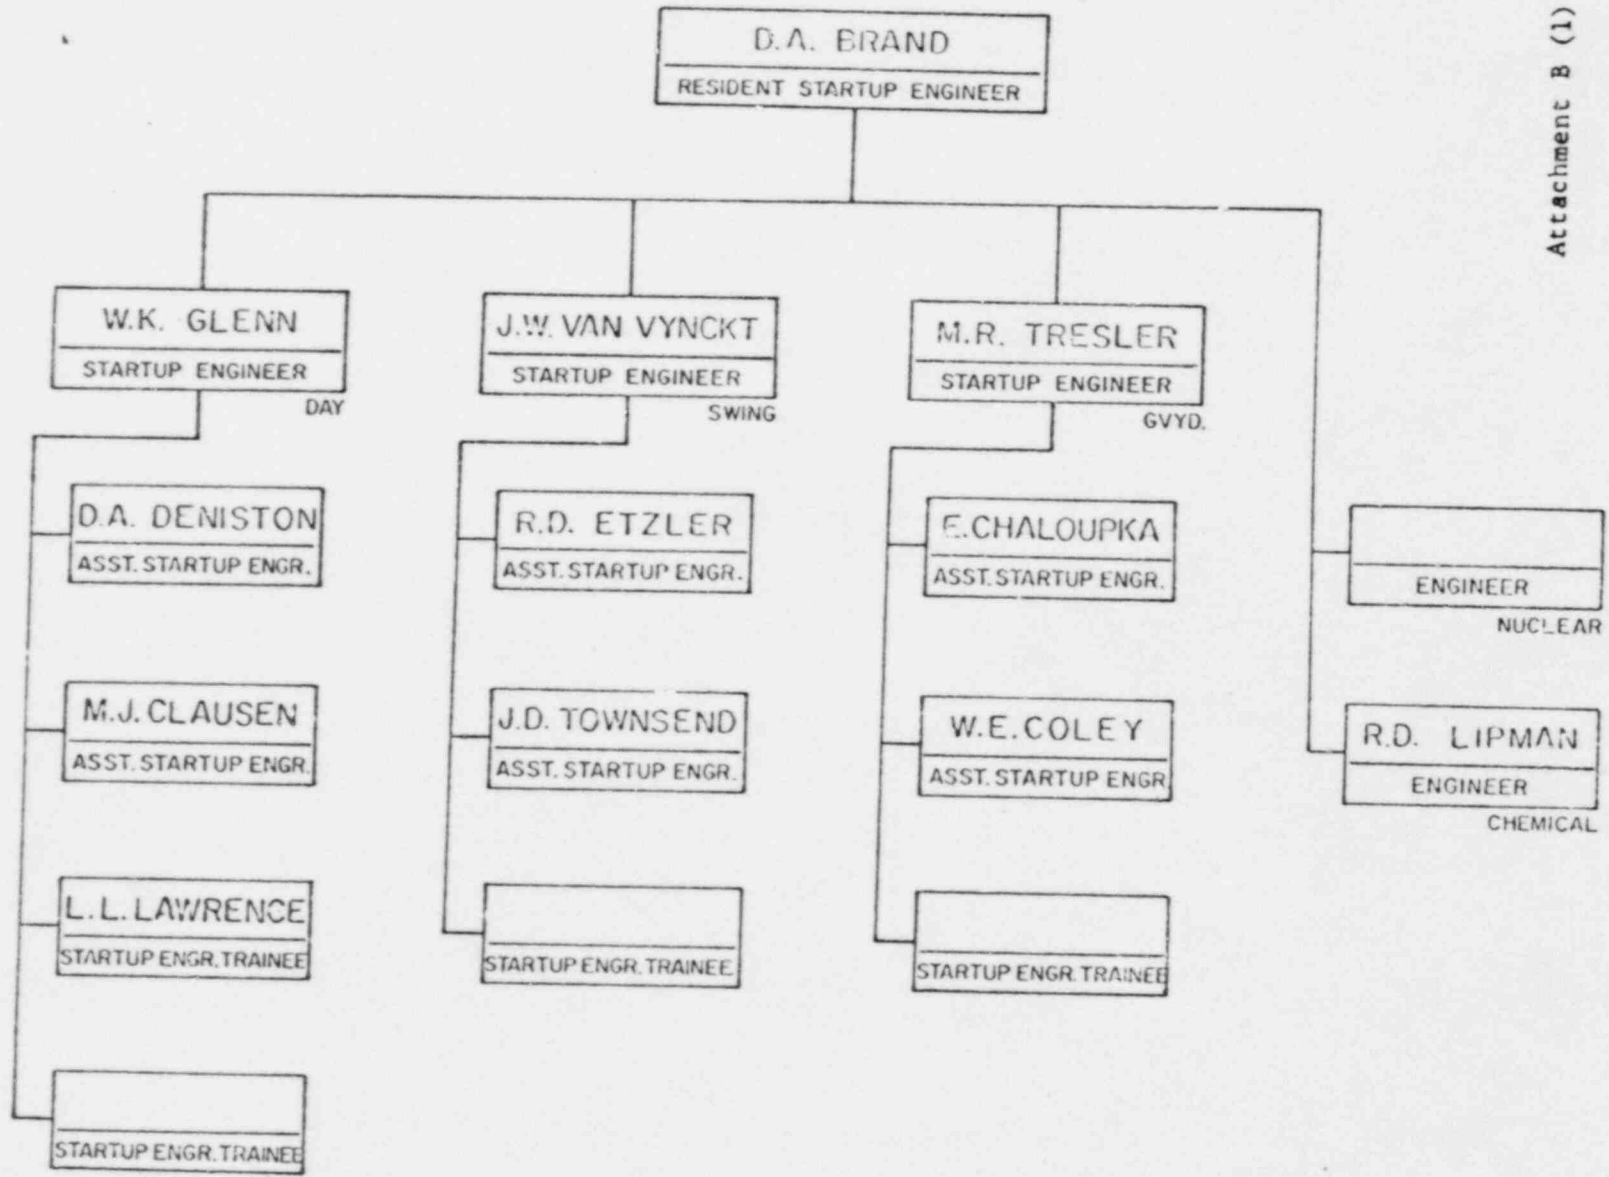 Attachment B (1)
D.A. BRAND
RESIDENT STARTUP ENGINEER
W.K. GLENN
STARTUP ENGINEER
DAY
J.W. VAN VYNCKT
STARTUP ENGINEER
SWING
M.R. TRESLER
STARTUP ENGINEER
GVYD.
D.A. DENISTON
ASST. STARTUP ENGR.
M.J. CLAUSEN
ASST. STARTUP ENGR.
L.L. LAWRENCE
STARTUP ENGR. TRAINEE
STARTUP ENGR. TRAINEE
R.D. ETZLER
ASST. STARTUP ENGR.
J.D. TOWNSEND
ASST. STARTUP ENGR.
STARTUP ENGR. TRAINEE
E. CHALOUPKA
ASST. STARTUP ENGR.
W.E. COLEY
ASST. STARTUP ENGR
STARTUP ENGR. TRAINEE
ENGINEER
NUCLEAR
R.D. LIPMAN
ENGINEER
CHEMICAL